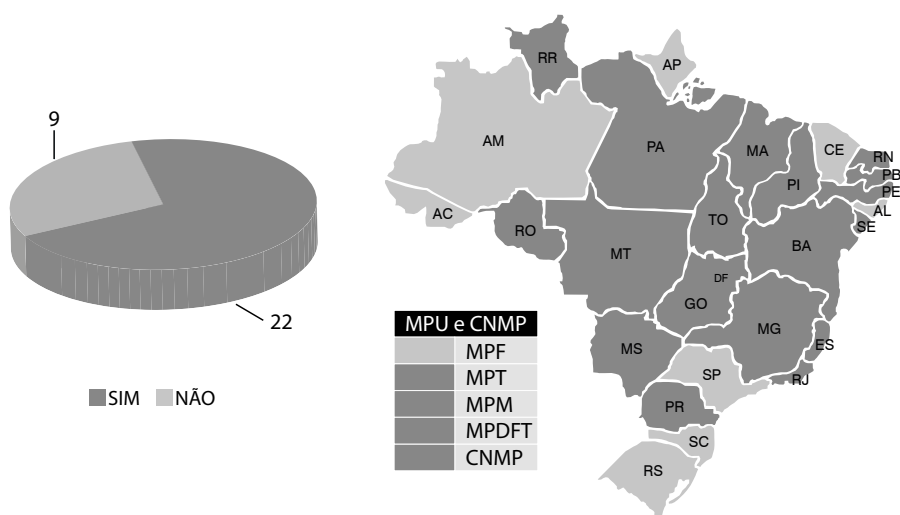 9
22
SIM NÃO
MPU e CNMP
MPF
MPT
MPM
MPDFT
CNMP
RR
AP
AM
PA
MA
CE
RN
PB
PE
PI
AL
AC
SE
TO
RO
BA
MT
DF
GO
MG
ES
MS
SP
RJ
PR
SC
RS